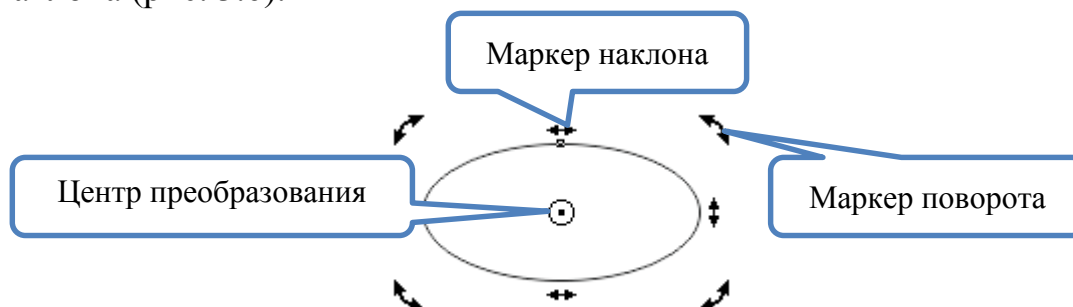 Маркер наклона
Центр преобразования
Маркер поворота